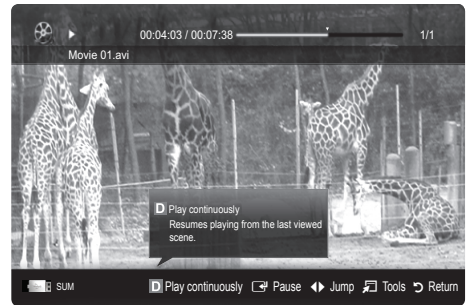 00:04:03 / 00:07:38
1/1
Movie 01.avi
D Play continuously
Resumes playing from the last viewed
scene.
SUM
D Play continuously
Pause
Jump
Tools
Return